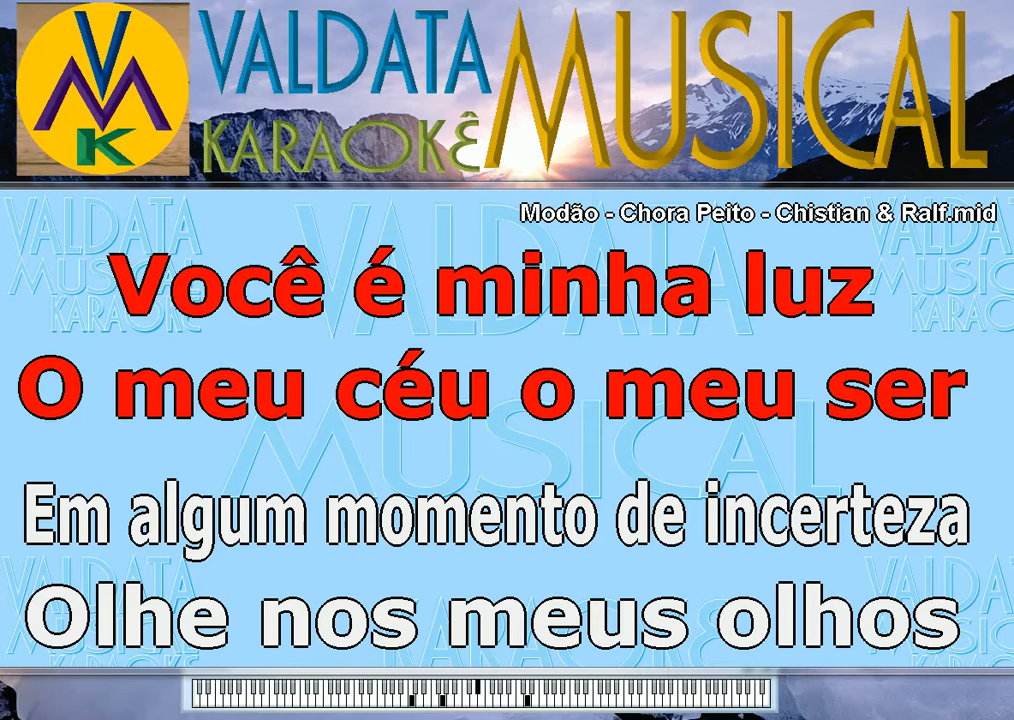 VMK
VALDATA MUSICAL
KARAOKÊ
Modão - Chora Peito - Chistian & Ralf.mid
Você é minha luz
O meu céu o meu ser
Em algum momento de incerteza
Olhe nos meus olhos